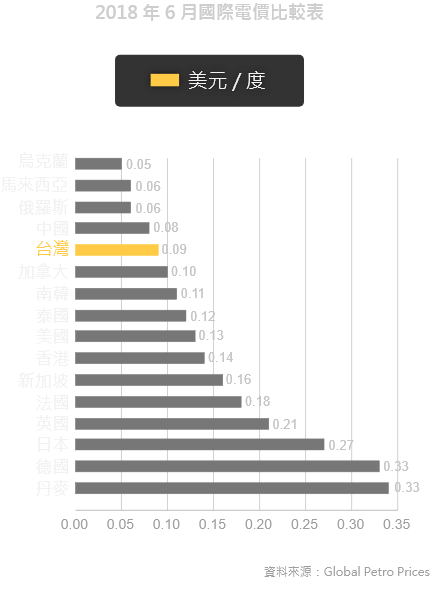 2018 年 6 月國際電價比較表
美元 / 度
烏克蘭 0.05
馬來西亞 0.06
俄羅斯 0.06
中國 0.08
台灣 0.09
加拿大 0.10
南韓 0.11
泰國 0.12
美國 0.13
香港 0.14
新加坡 0.16
法國 0.18
英國 0.21
日本 0.27
德國 0.33
丹麥 0.33
0.00 0.05 0.10 0.15 0.20 0.25 0.30 0.35
資料來源：Global Petro Prices